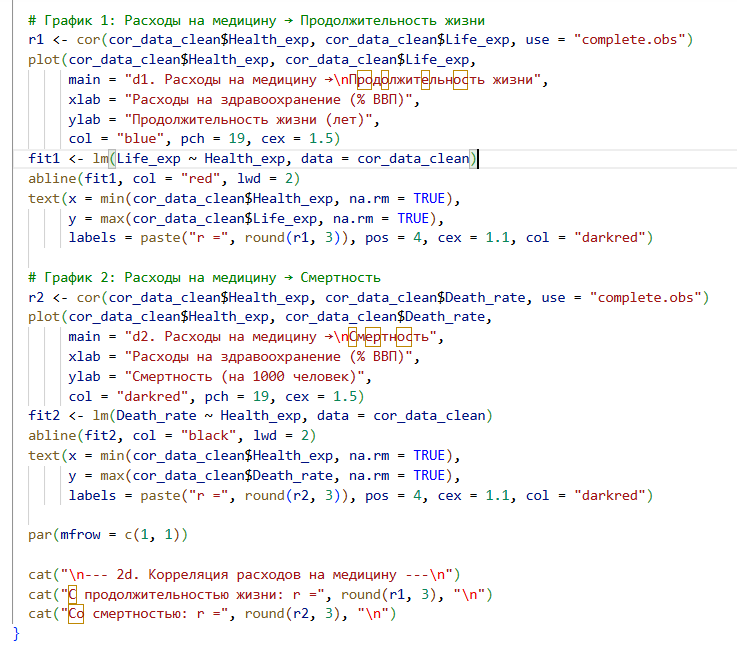 # График 1: Расходы на медицину → Продолжительность жизни
r1 <- cor(cor_data_clean$Health_exp, cor_data_clean$Life_exp, use = "complete.obs")
plot(cor_data_clean$Health_exp, cor_data_clean$Life_exp,
main = "d1. Расходы на медицину →\nПродолжительность жизни",
xlab = "Расходы на здравоохранение (% ВВП)",
ylab = "Продолжительность жизни (лет)",
col = "blue", pch = 19, cex = 1.5)
fit1 <- lm(Life_exp ~ Health_exp, data = cor_data_clean)
abline(fit1, col = "red", lwd = 2)
text(x = min(cor_data_clean$Health_exp, na.rm = TRUE),
y = max(cor_data_clean$Life_exp, na.rm = TRUE),
labels = paste("r =", round(r1, 3)), pos = 4, cex = 1.1, col = "darkred")
# График 2: Расходы на медицину → Смертность
r2 <- cor(cor_data_clean$Health_exp, cor_data_clean$Death_rate, use = "complete.obs")
plot(cor_data_clean$Health_exp, cor_data_clean$Death_rate,
main = "d2. Расходы на медицину →\nСмертность",
xlab = "Расходы на здравоохранение (% ВВП)",
ylab = "Смертность (на 1000 человек)",
col = "darkred", pch = 19, cex = 1.5)
fit2 <- lm(Death_rate ~ Health_exp, data = cor_data_clean)
abline(fit2, col = "black", lwd = 2)
text(x = min(cor_data_clean$Health_exp, na.rm = TRUE),
y = max(cor_data_clean$Death_rate, na.rm = TRUE),
labels = paste("r =", round(r2, 3)), pos = 4, cex = 1.1, col = "darkred")
par(mfrow = c(1, 1))
cat("\n--- 2d. Корреляция расходов на медицину ---\n")
cat("С продолжительностью жизни: r =", round(r1, 3), "\n")
cat("Со смертностью: r =", round(r2, 3), "\n")
}